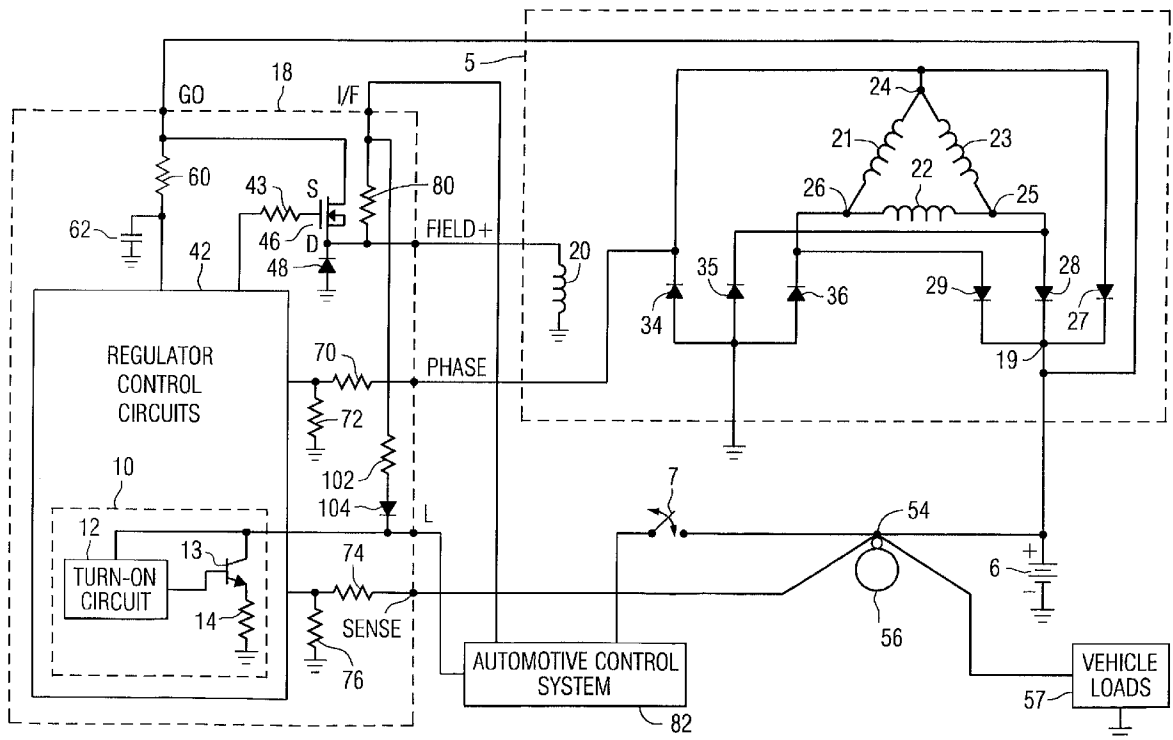 5
24
GO
18
I/F
21
23
60
43
S
80
26
22
25
62
46
D
FIELD+
42
48
20
35
28
34
36
29
27
REGULATOR
CONTROL
CIRCUITS
70
PHASE
19
72
10
102
7
12
104
L
54
13
TURN-ON
CIRCUIT
74
+
6
-
14
SENSE
56
76
AUTOMOTIVE CONTROL
SYSTEM
VEHICLE
LOADS
57
82